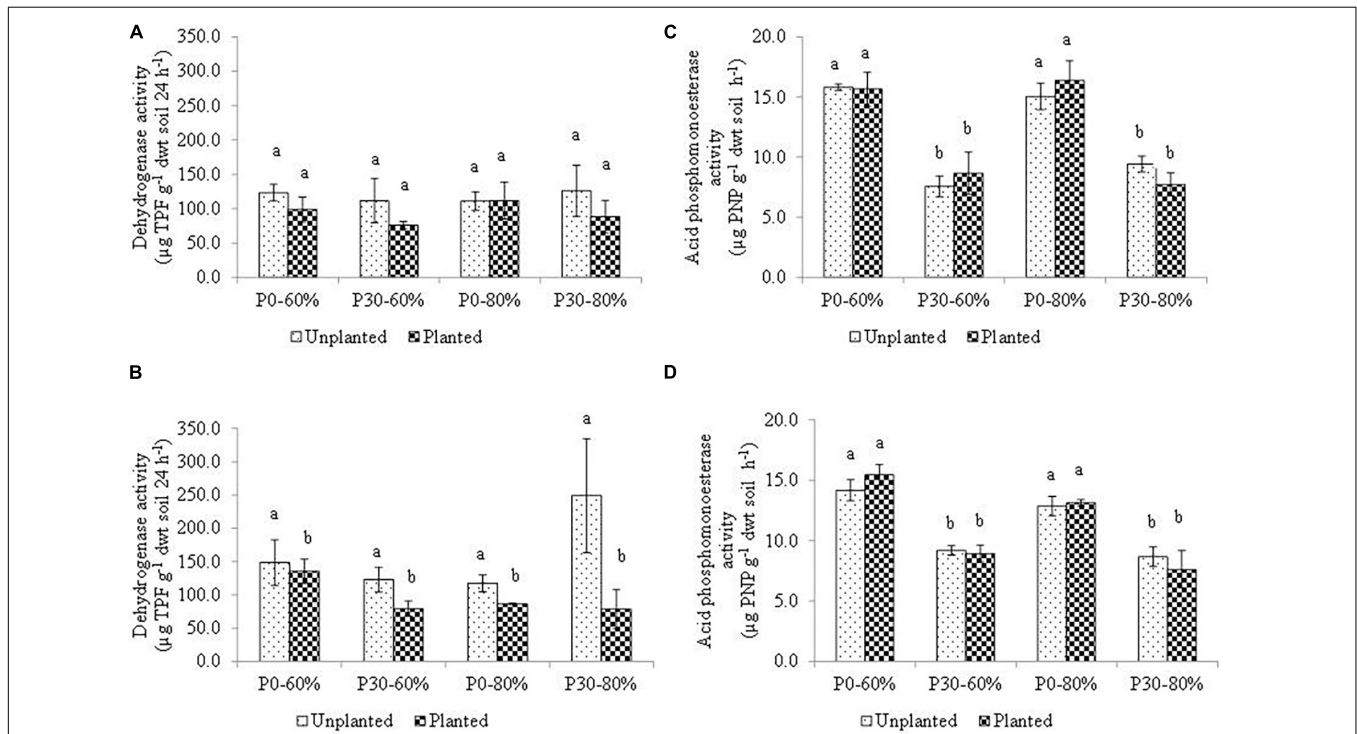 A
Dehydrogenase activity
(µg TPF g-1 dwt soil 24 h-1)
350.0
300.0
250.0
200.0
150.0
100.0
50.0
0.0
a
a
a
a
a
a
a
a
P0-60%
P30-60%
P0-80%
P30-80%
Unplanted
Planted
C
Acid phosphomonoesterase
activity
(µg PNP g-1 dwt soil h-1)
20.0
15.0
10.0
5.0
0.0
a
a
b
b
a
a
b
b
P0-60%
P30-60%
P0-80%
P30-80%
Unplanted
Planted
B
Dehydrogenase activity
(µg TPF g-1 dwt soil 24 h-1)
350.0
300.0
250.0
200.0
150.0
100.0
50.0
0.0
a
b
a
b
a
b
a
b
P0-60%
P30-60%
P0-80%
P30-80%
Unplanted
Planted
D
Acid phosphomonoesterase
activity
(µg PNP g-1 dwt soil h-1)
20.0
15.0
10.0
5.0
0.0
a
a
b
b
a
a
b
b
P0-60%
P30-60%
P0-80%
P30-80%
Unplanted
Planted